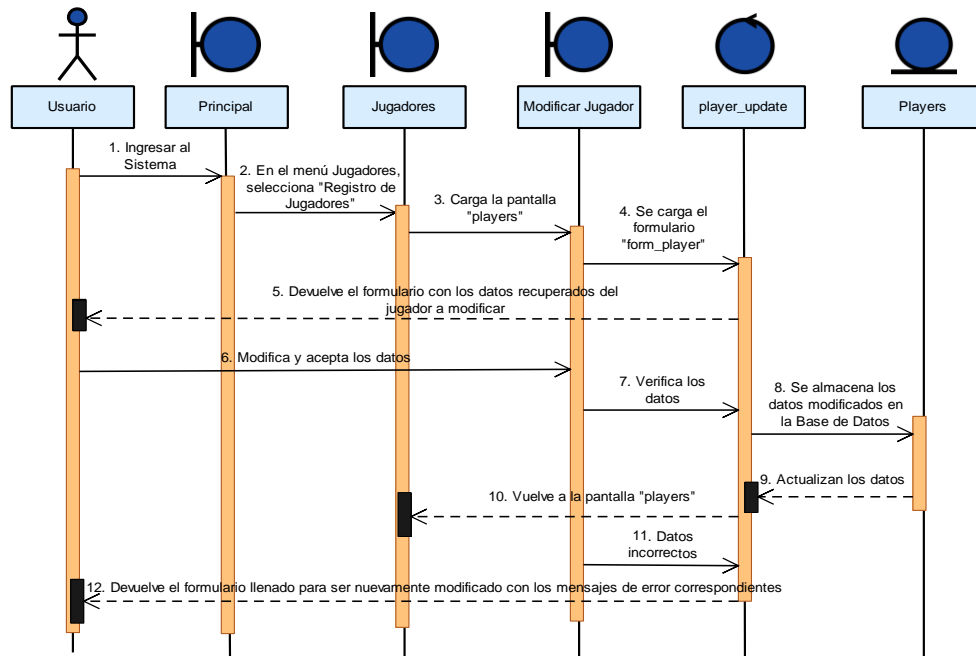 Usuario
Principal
Jugadores
Modificar Jugador
player_update
Players
1. Ingresar al
Sistema
2. En el menú Jugadores,
selecciona "Registro de
Jugadores"
3. Carga la pantalla
"players"
4. Se carga el
formulario
"form_player"
5. Devuelve el formulario con los datos recuperados del
jugador a modificar
6. Modifica y acepta los datos
7. Verifica los
datos
8. Se almacena los
datos modificados en
la Base de Datos
9. Actualizan los datos
10. Vuelve a la pantalla "players"
11. Datos
incorrectos
12. Devuelve el formulario llenado para ser nuevamente modificado con los mensajes de error correspondientes